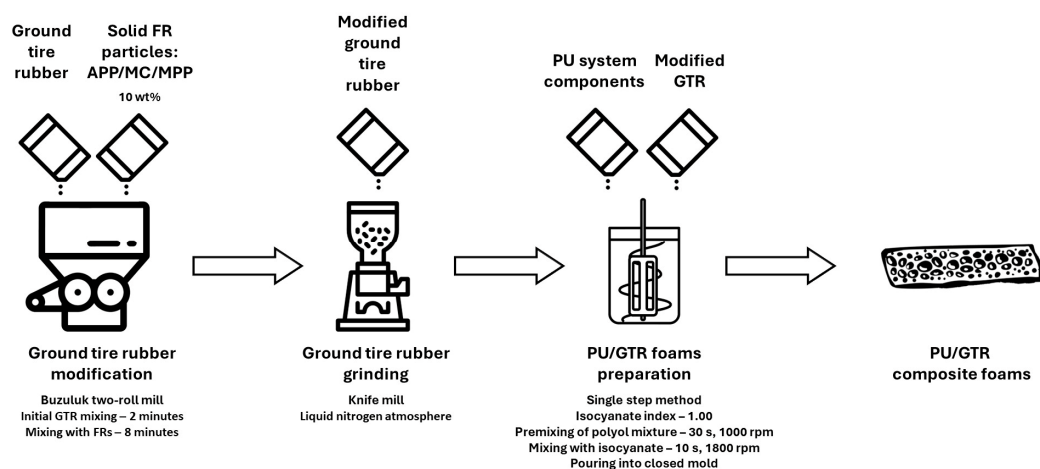 Ground
tire
rubber
Solid FR
particles:
APP/MC/MPP
10 wt%
Modified
ground
tire
rubber
PU system
components
Modified
GTR
Ground tire rubber
modification
Buzuluk two-roll mill
Initial GTR mixing – 2 minutes
Mixing with FRs – 8 minutes
Ground tire rubber
grinding
Knife mill
Liquid nitrogen atmosphere
PU/GTR foams
preparation
Single step method
Isocyanate index – 1.00
Premixing of polyol mixture – 30 s, 1000 rpm
Mixing with isocyanate – 10 s, 1800 rpm
Pouring into closed mold
PU/GTR
composite foams